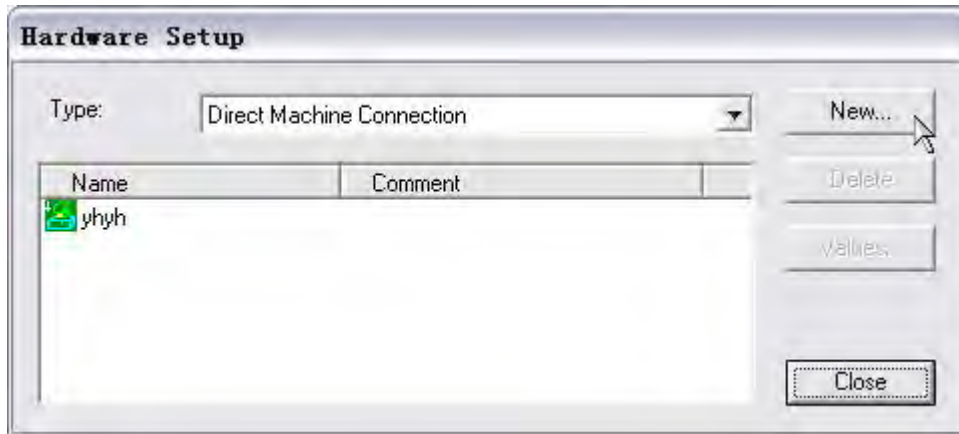 Hardware Setup
Type: Direct Machine Connection New...
Name Comment Delete
yhyh
Values...
Close